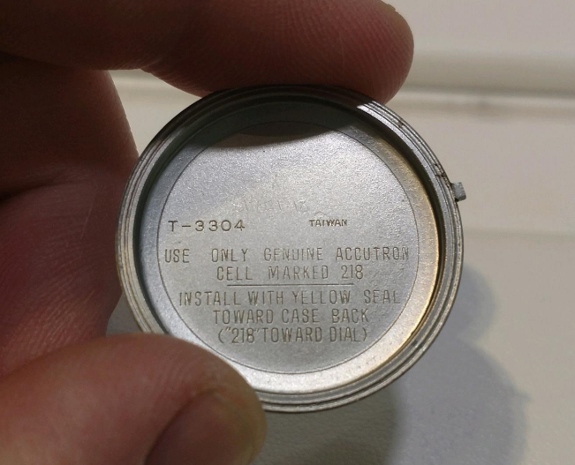 T-3304 TAIWAN
USE ONLY GENUINE ACCUTRON
CELL MARKED 218
INSTALL WITH YELLOW SEAL
TOWARD CASE BACK
("218" TOWARD DIAL)